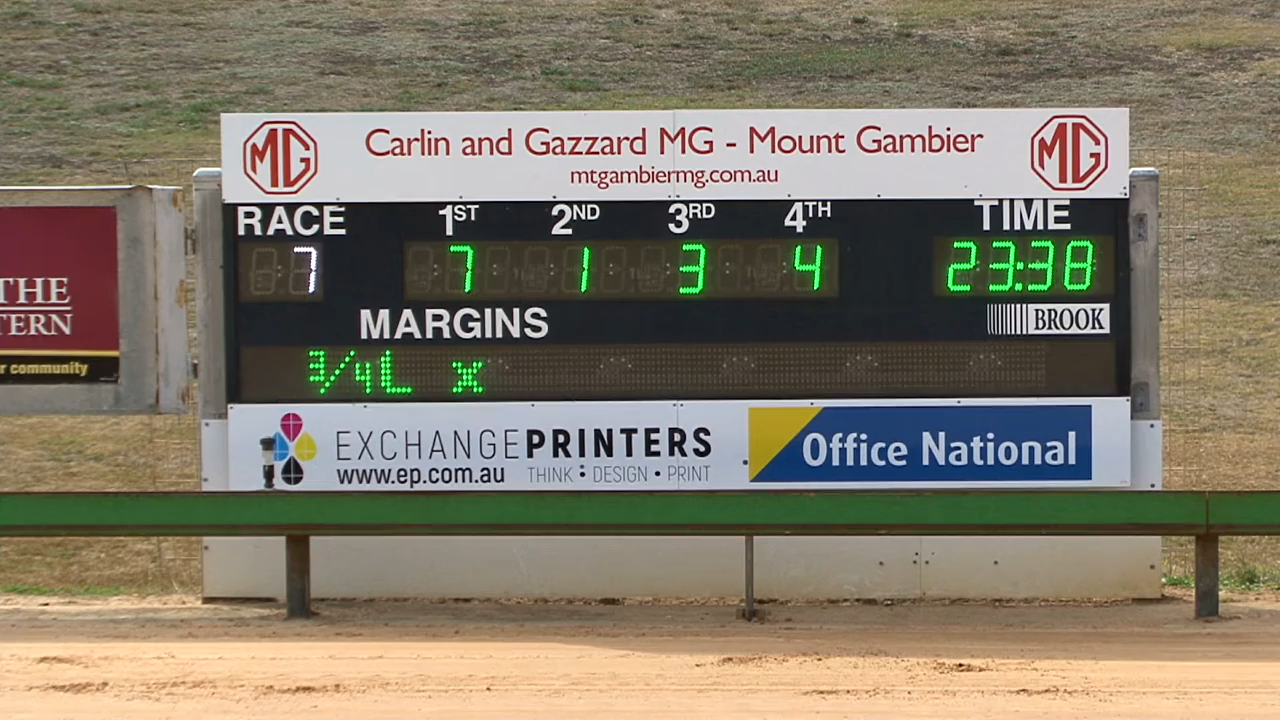 MG Carlin and Gazzard MG - Mount Gambier MG
mtgambiermg.com.au
RACE 1ST 2ND 3RD 4TH TIME
7 7 1 3 4 23:38
MARGINS BROOK
3/4L x
THE
TERN
r community
EXCHANGEPRINTERS
www.ep.com.au THINK • DESIGN • PRINT
Office National